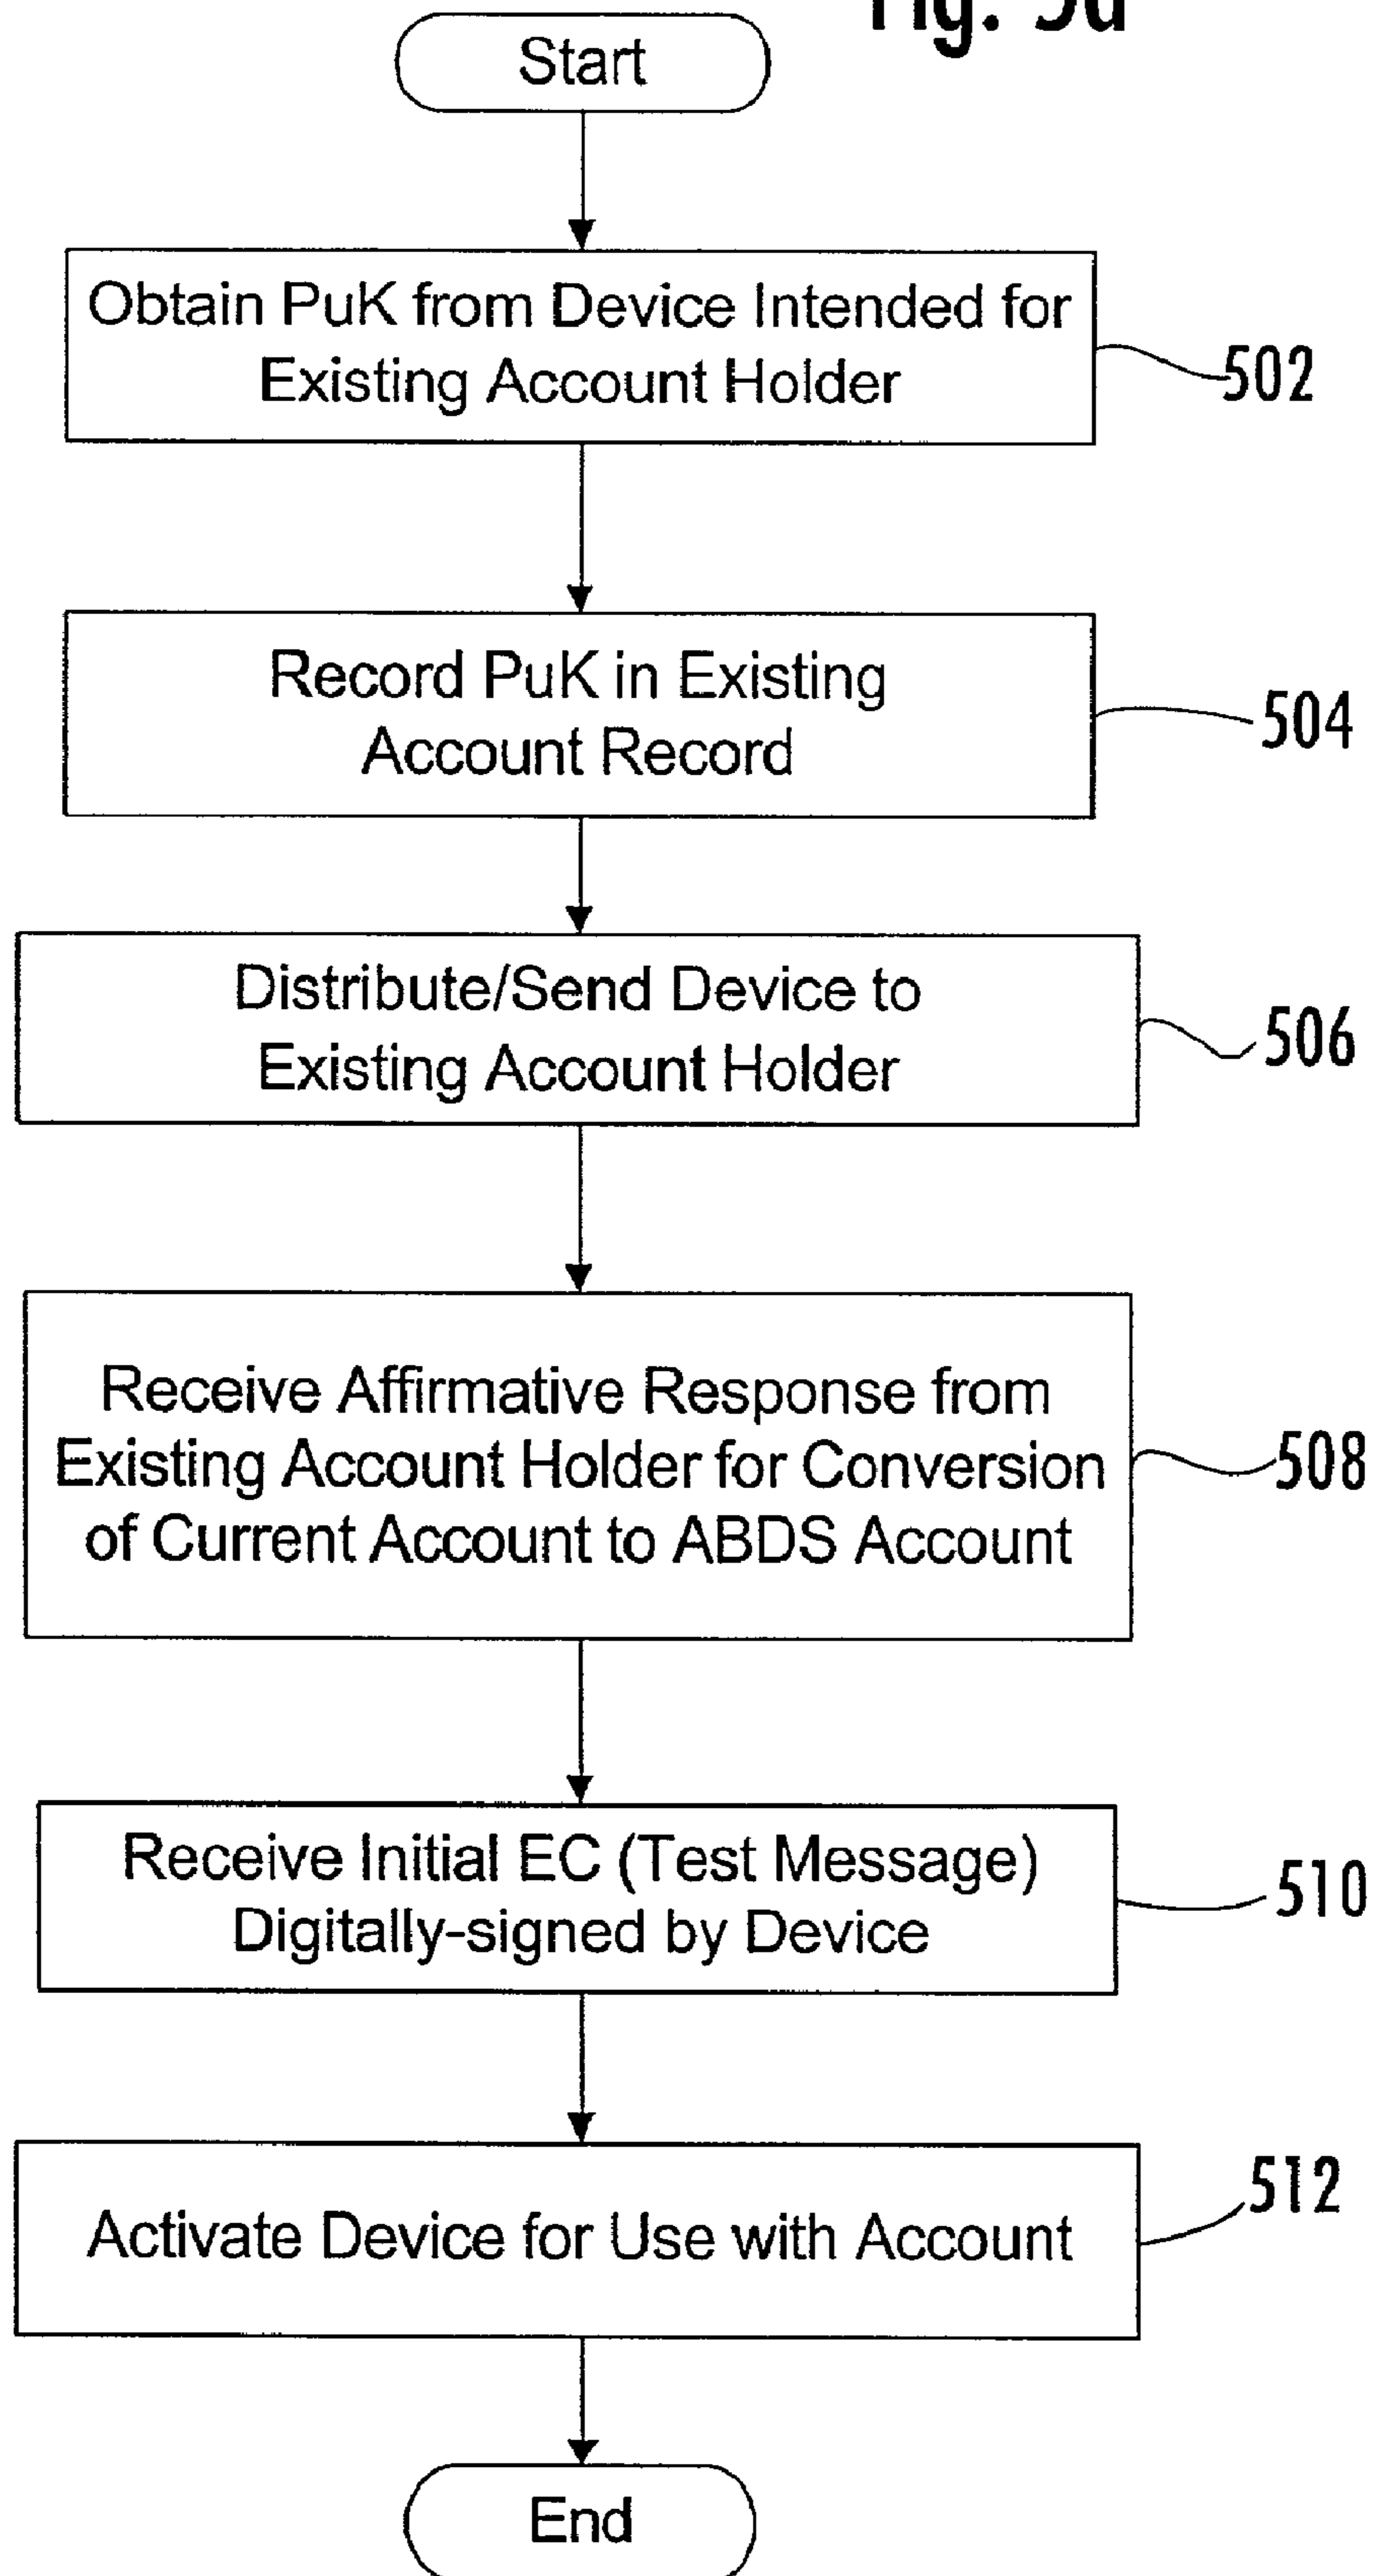 Fig. 5a
Start
Obtain PuK from Device Intended for
Existing Account Holder
502
Record PuK in Existing
Account Record
504
Distribute/Send Device to
Existing Account Holder
506
Receive Affirmative Response from
Existing Account Holder for Conversion
of Current Account to ABDS Account
508
Receive Initial EC (Test Message)
Digitally-signed by Device
510
Activate Device for Use with Account
512
End